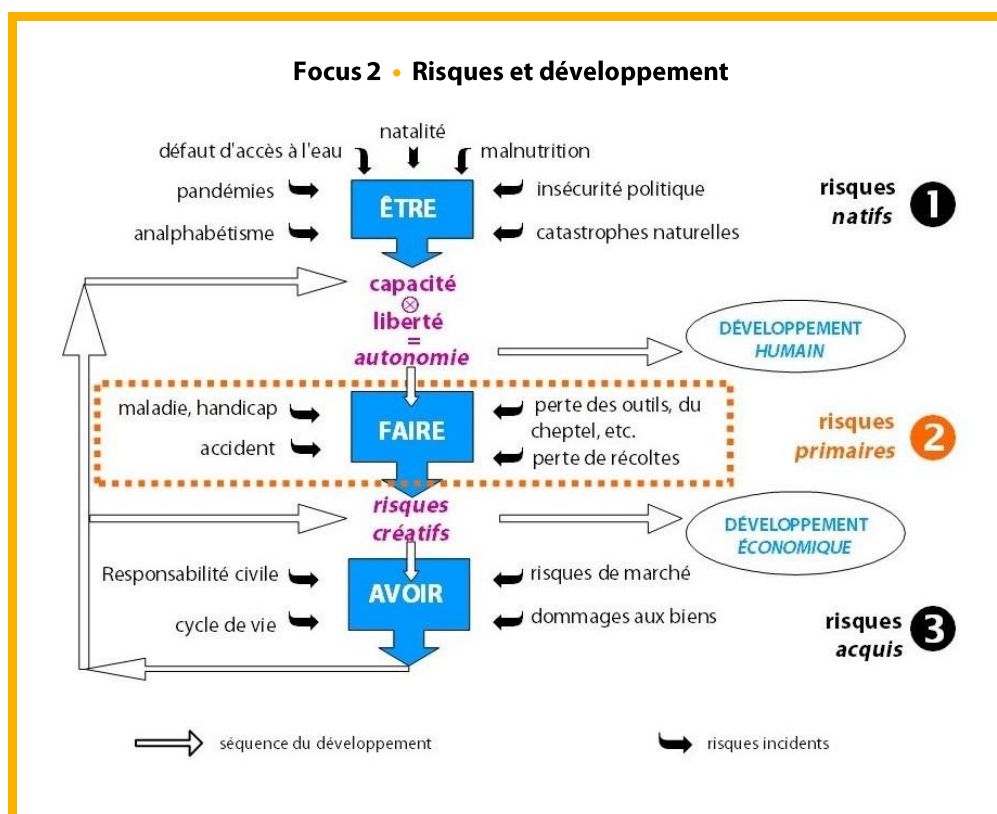 Focus 2 • Risques et développement
natalité
défaut d'accès à l'eau
malnutrition
pandémies
insécurité politique
analphabétisme
catastrophes naturelles
ÊTRE
risques
natifs
1
capacité
⊗
liberté
=
autonomie
DÉVELOPPEMENT
HUMAIN
maladie, handicap
accident
FAIRE
perte des outils, du
cheptel, etc.
perte de récoltes
risques
primaires
2
risques
créatifs
DÉVELOPPEMENT
ÉCONOMIQUE
Responsabilité civile
cycle de vie
AVOIR
risques de marché
dommages aux biens
risques
acquis
3
séquence du développement
risques incidents